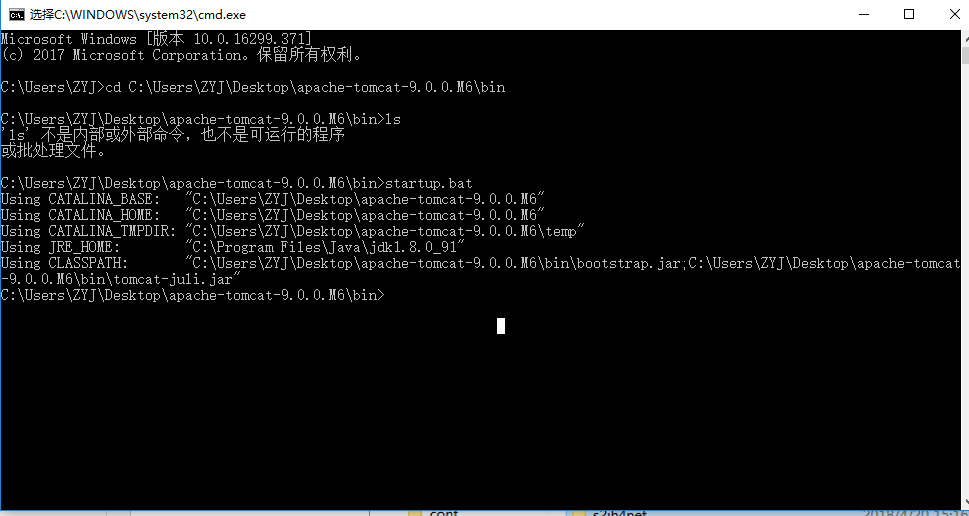 选择C:\WINDOWS\system32\cmd.exe
Microsoft Windows [版本 10.0.16299.371]
(c) 2017 Microsoft Corporation。保留所有权利。
C:\Users\ZYJ>cd C:\Users\ZYJ\Desktop\apache-tomcat-9.0.0.M6\bin
C:\Users\ZYJ\Desktop\apache-tomcat-9.0.0.M6\bin>ls
'ls' 不是内部或外部命令，也不是可运行的程序
或批处理文件。
C:\Users\ZYJ\Desktop\apache-tomcat-9.0.0.M6\bin>startup.bat
Using CATALINA_BASE:   "C:\Users\ZYJ\Desktop\apache-tomcat-9.0.0.M6"
Using CATALINA_HOME:   "C:\Users\ZYJ\Desktop\apache-tomcat-9.0.0.M6"
Using CATALINA_TMPDIR: "C:\Users\ZYJ\Desktop\apache-tomcat-9.0.0.M6\temp"
Using JRE_HOME:        "C:\Program Files\Java\jdk1.8.0_91"
Using CLASSPATH:       "C:\Users\ZYJ\Desktop\apache-tomcat-9.0.0.M6\bin\bootstrap.jar;C:\Users\ZYJ\Desktop\apache-tomcat
-9.0.0.M6\bin\tomcat-juli.jar"
C:\Users\ZYJ\Desktop\apache-tomcat-9.0.0.M6\bin>
conf